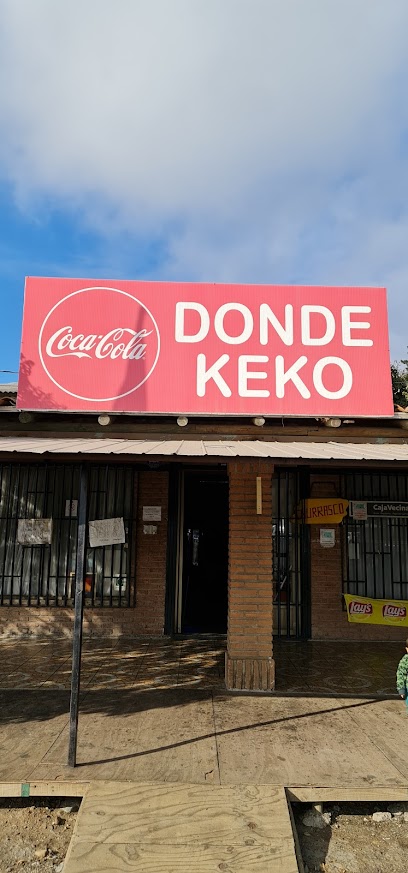 Coca-Cola
DONDE
KEKO
URRASCO
CajaVecina
Lay's
Lay's